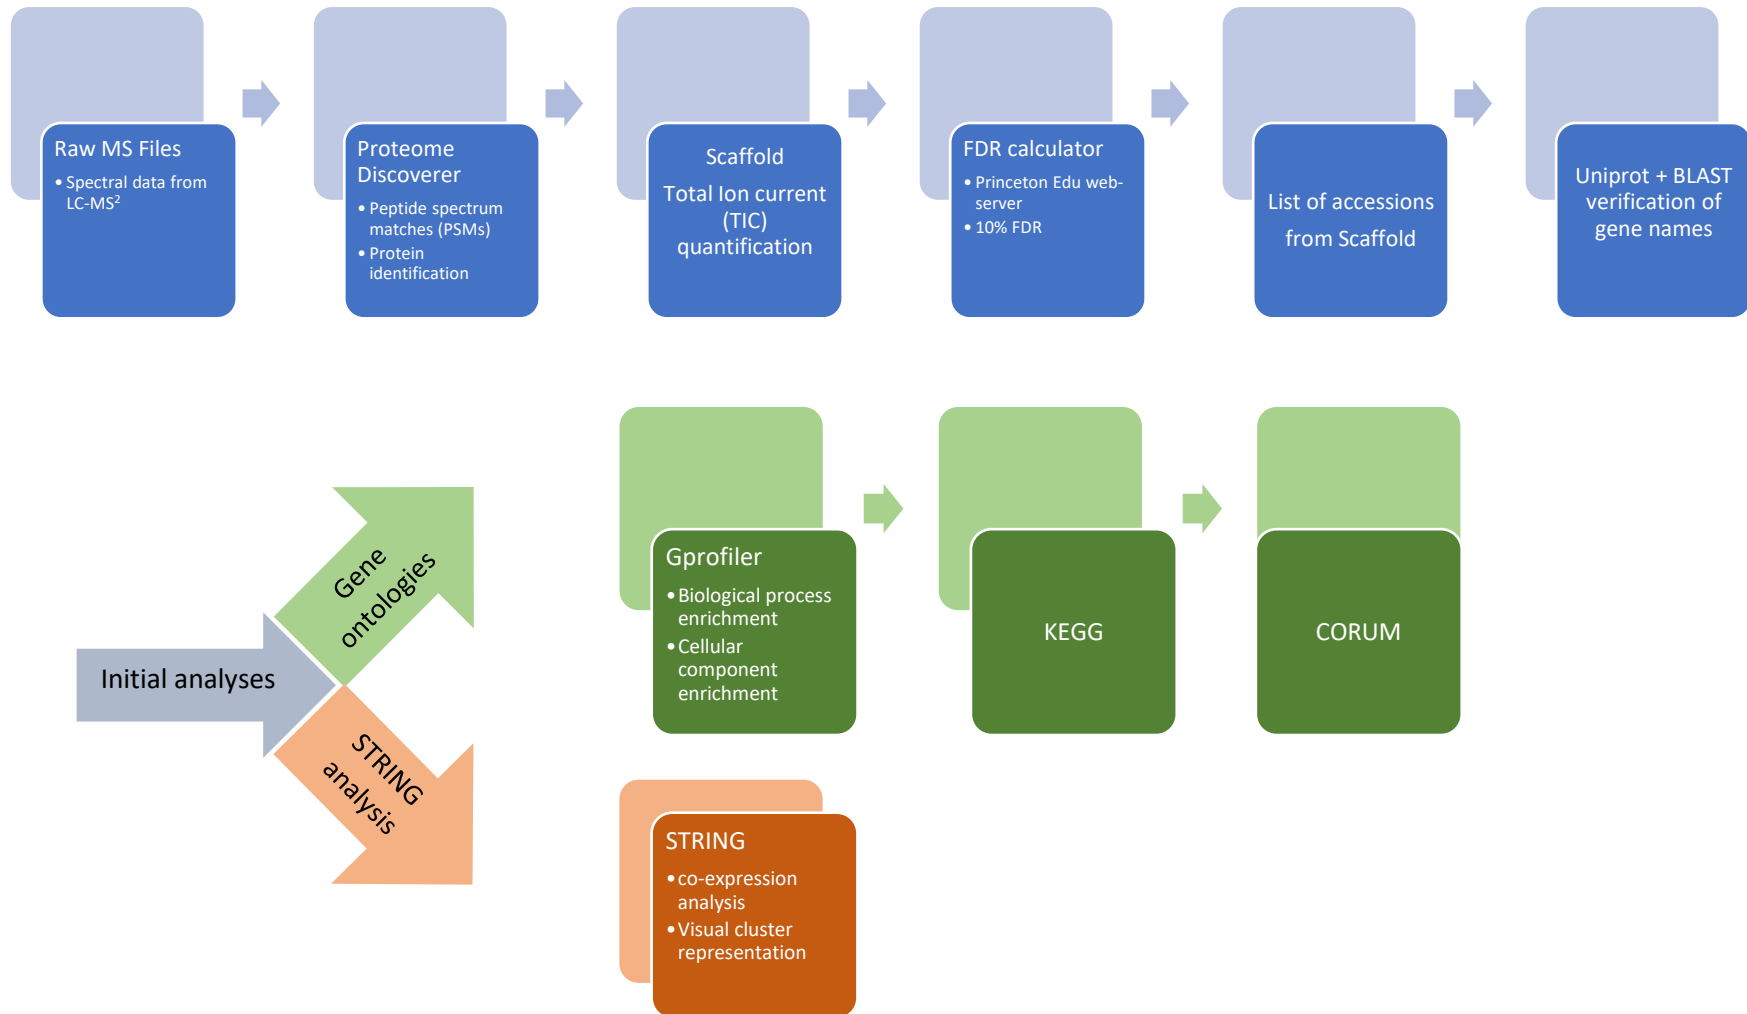 Raw MS Files
• Spectral data from
LC-MS²
Proteome
Discoverer
• Peptide spectrum
matches (PSMs)
• Protein
identification
Scaffold
Total Ion current
(TIC)
quantification
FDR calculator
• Princeton Edu web-
server
• 10% FDR
List of accessions
from Scaffold
Uniprot + BLAST
verification of
gene names
Initial analyses
Gene
ontologies
STRING
analysis
Gprofiler
• Biological process
enrichment
• Cellular
component
enrichment
KEGG
CORUM
STRING
• co-expression
analysis
• Visual cluster
representation